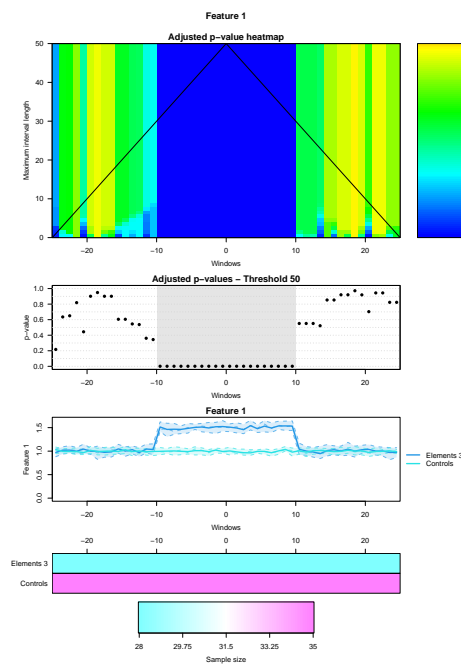 Feature 1
Adjusted p−value heatmap
Maximum interval length
50
40
30
20
10
0
−20 −10 0 10 20
Windows
Adjusted p−values − Threshold 50
p−value
1.0
0.8
0.6
0.4
0.2
0.0
−20 −10 0 10 20
Windows
Feature 1
Feature 1
1.5
1.0
0.5
0.0
Elements 3
Controls
−20 −10 0 10 20
Windows
−20 −10 0 10 20
Elements 3
Controls
28 29.75 31.5 33.25 35
Sample size